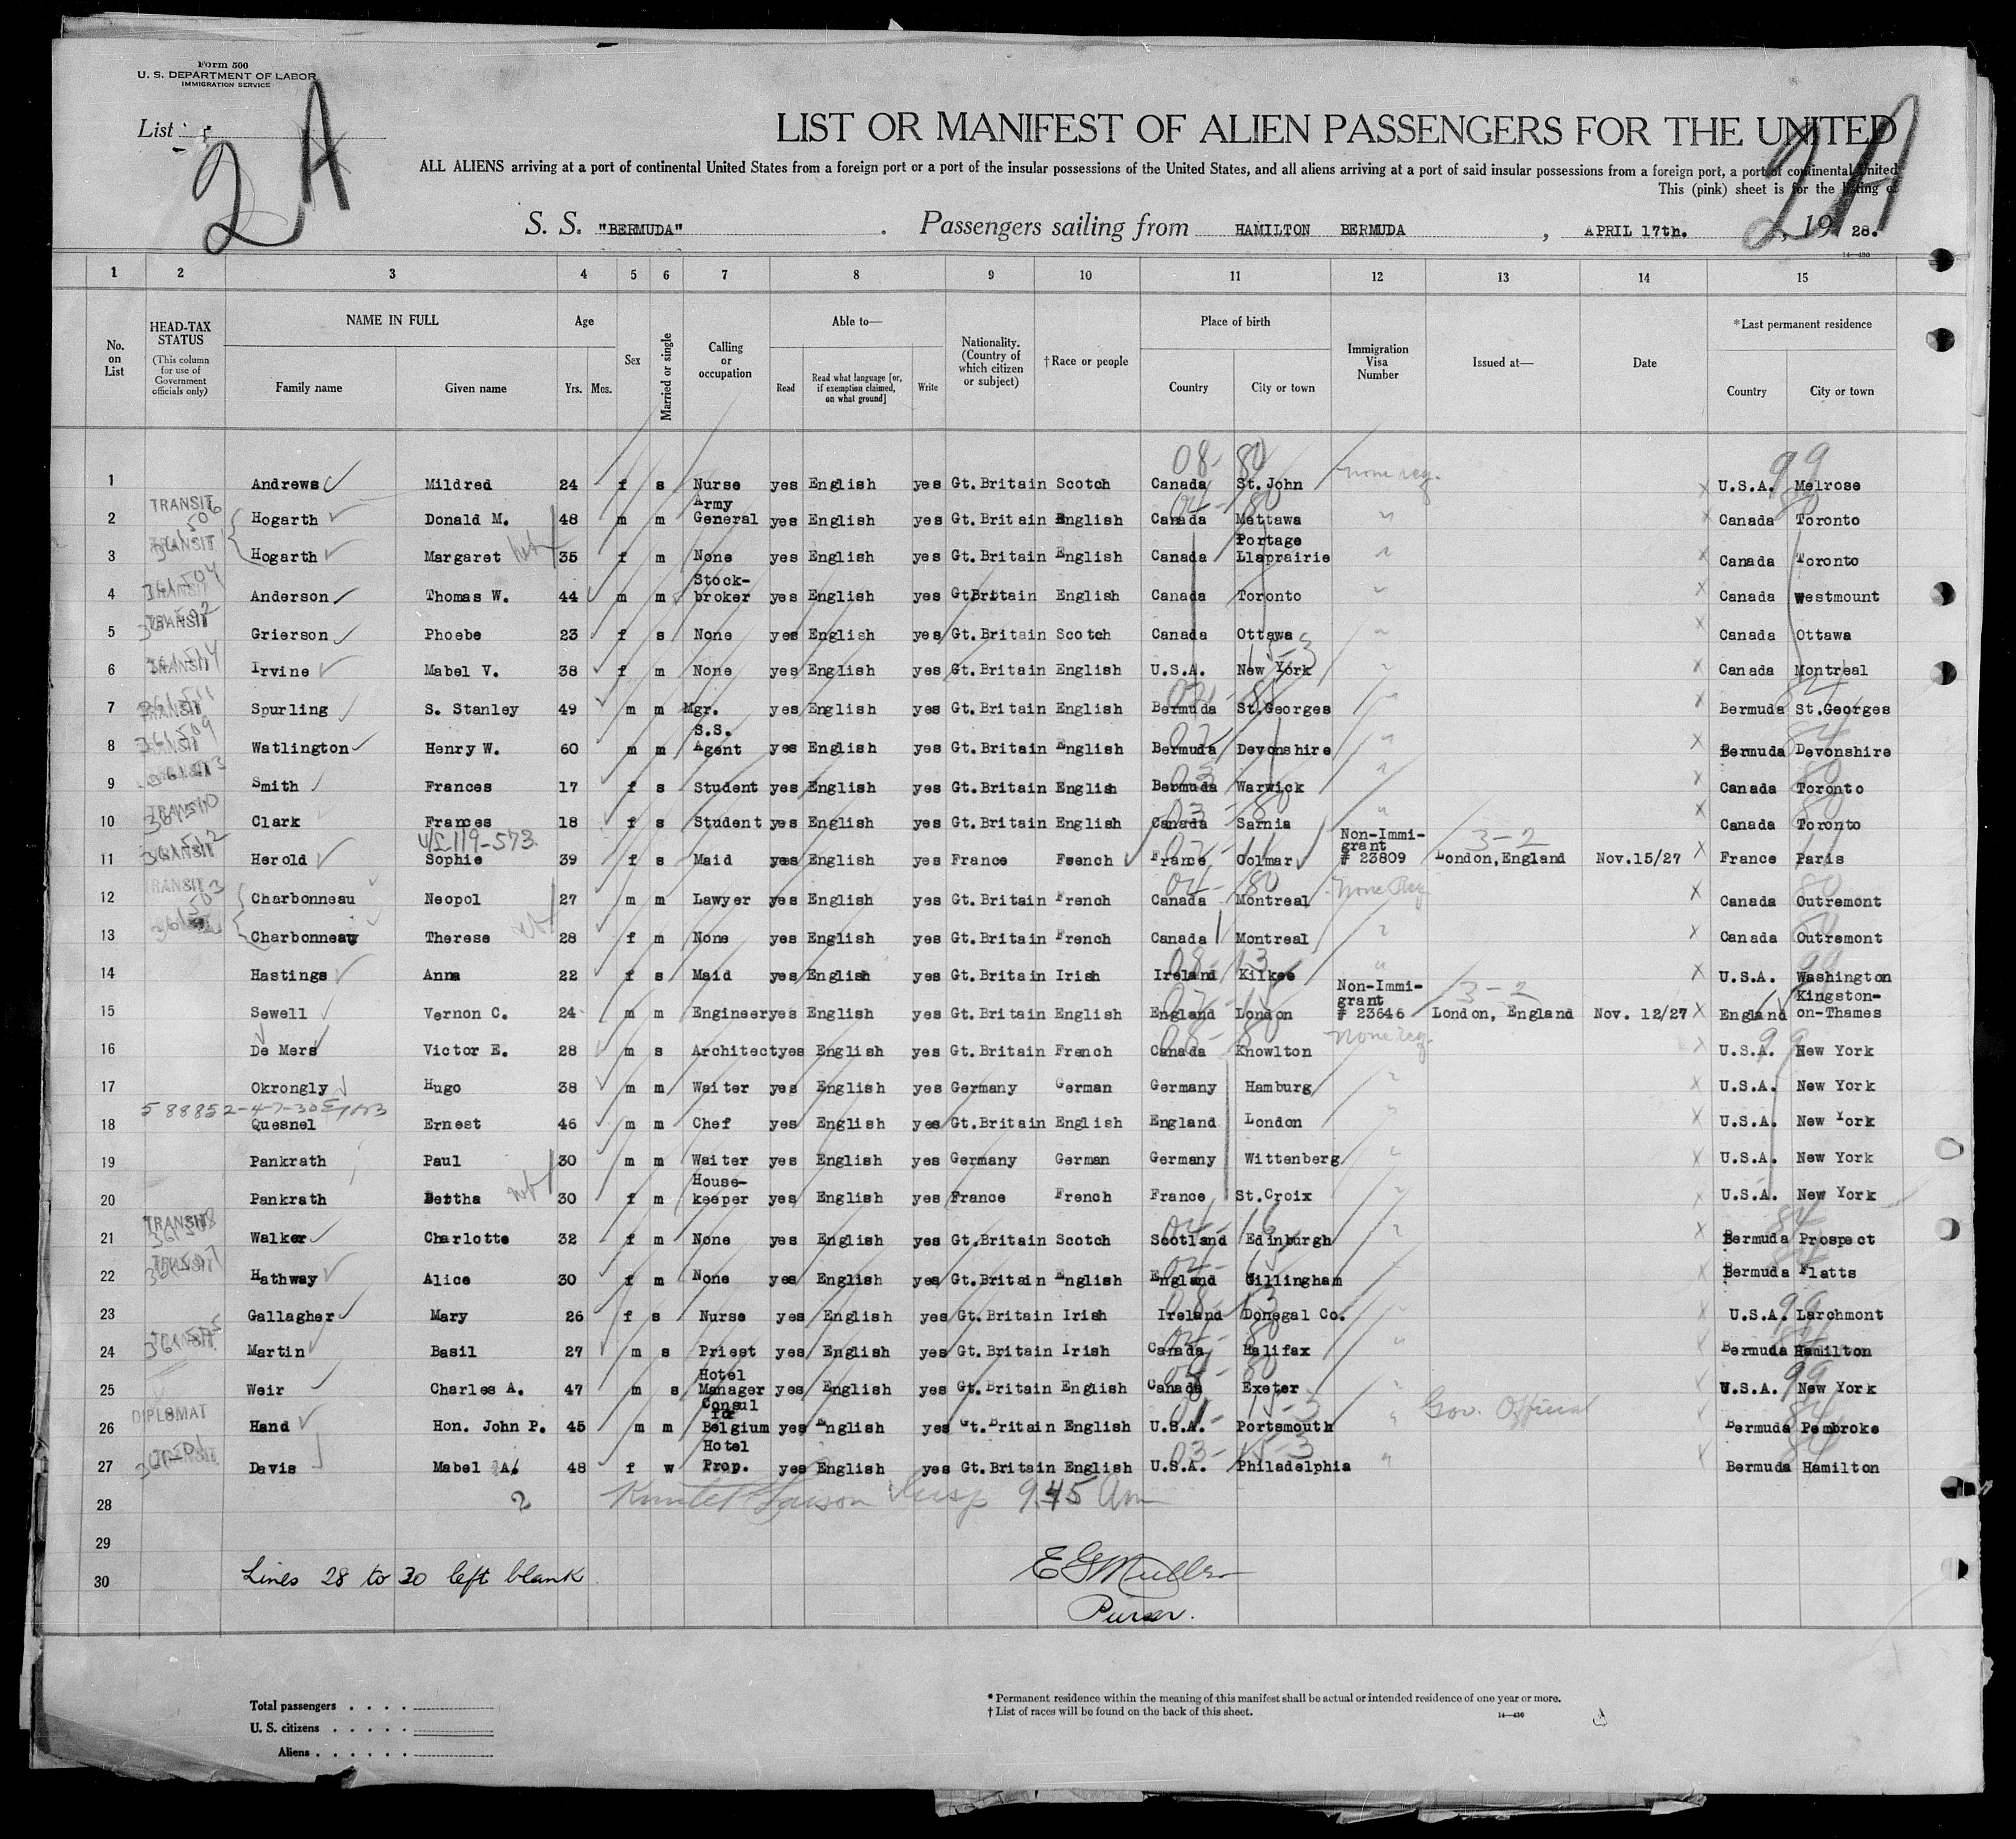 Form 500
U. S. DEPARTMENT OF LABOR
IMMIGRATION SERVICE
List
2 A
2 A
LIST OR MANIFEST OF ALIEN PASSENGERS FOR THE UNITED
ALL ALIENS arriving at a port of continental United States from a foreign port or a port of the insular possessions of the United States, and all aliens arriving at a port of said insular possessions from a foreign port, a port of continental United
This (pink) sheet is for the listing of
S. S. "BERMUDA" . Passengers sailing from HAMILTON BERMUDA , APRIL 17th. , 19 28.
14—430
1 2 3 4 5 6 7 8 9 10 11 12 13 14 15
No. on List
HEAD-TAX STATUS
(This column for use of Government officials only)
NAME IN FULL
Family name
Given name
Age
Yrs. Mos.
Sex
Married or single
Calling or occupation
Able to—
Read
Read what language [or, if exemption claimed, on what ground]
Write
Nationality. (Country of which citizen or subject)
†Race or people
Place of birth
Country
City or town
Immigration Visa Number
Issued at—
Date
*Last permanent residence
Country
City or town
1 Andrews Mildred 24 f s Nurse yes English yes Gt.Britain Scotch Canada St.John none req. U.S.A. Melrose
2 TRANSIT Hogarth Donald M. 48 m m Army General yes English yes Gt.Britain English Canada Mattawa " Canada Toronto
3 TRANSIT Hogarth Margaret 35 f m None yes English yes Gt.Britain English Canada Portage Llaprairie " Canada Toronto
4 TRANSIT Anderson Thomas W. 44 m m Stock-broker yes English yes GtBritain English Canada Toronto " Canada Westmount
5 TRANSIT Grierson Phoebe 23 f s None yes English yes Gt.Britain Scotch Canada Ottawa " Canada Ottawa
6 TRANSIT Irvine Mabel V. 38 f m None yes English yes Gt.Britain English U.S.A. New York " Canada Montreal
7 TRANSIT Spurling S. Stanley 49 m m Mgr. yes English yes Gt.Britain English Bermuda St.Georges " Bermuda St.Georges
8 TRANSIT Watlington Henry W. 60 m m S.S. Agent yes English yes Gt.Britain English Bermuda Devonshire " Bermuda Devonshire
9 Smith Frances 17 f s Student yes English yes Gt.Britain English Bermuda Warwick " Canada Toronto
10 TRANSIT Clark Frances 18 f s Student yes English yes Gt.Britain English Canada Sarnia " Canada Toronto
11 TRANSIT Herold Sophie 39 f s Maid yes English yes France French France Colmar Non-Immigrant # 23809 London,England Nov.15/27 France Paris
12 TRANSIT Charbonneau Neopol 27 m m Lawyer yes English yes Gt.Britain French Canada Montreal None Req. Canada Outremont
13 Charbonneau Therese 28 f m None yes English yes Gt.Britain French Canada Montreal " Canada Outremont
14 Hastings Anna 22 f s Maid yes English yes Gt.Britain Irish Ireland Kilkee " U.S.A. Washington
15 Sewell Vernon C. 24 m m Engineer yes English yes Gt.Britain English England London Non-Immi-grant # 23646 London, England Nov. 12/27 England Kingston-on-Thames
16 De Mers Victor E. 28 m s Architect yes English yes Gt.Britain French Canada Knowlton none req. U.S.A. New York
17 Okrongly Hugo 38 m m Waiter yes English yes Germany German Germany Hamburg " U.S.A. New York
18 Quesnel Ernest 46 m m Chef yes English yes Gt.Britain English England London " U.S.A. New York
19 Pankrath Paul 30 m m Waiter yes English yes Germany German Germany Wittenberg " U.S.A. New York
20 Pankrath Bertha 30 f m House-keeper yes English yes France French France St.Croix " U.S.A. New York
21 TRANSIT Walker Charlotte 32 f m None yes English yes Gt.Britain Scotch Scotland Edinburgh " Bermuda Prospect
22 TRANSIT Hathway Alice 30 f m None yes English yes Gt.Britain English England Gillingham Bermuda Flatts
23 Gallagher Mary 26 f s Nurse yes English yes Gt.Britain Irish Ireland Donegal Co. " U.S.A. Larchmont
24 TRANSIT Martin Basil 27 m s Priest yes English yes Gt.Britain Irish Canada Halifax " Bermuda Hamilton
25 Weir Charles A. 47 m s Hotel Manager yes English yes Gt.Britain English Canada Exeter U.S.A. New York
26 DIPLOMAT Hand Hon. John P. 45 m m Consul for Belgium yes English yes Gt.Britain English U.S.A. Portsmouth " Gov. Official Bermuda Pembroke
27 TRANSIT Davis Mabel A. 48 f w Hotel Prop. yes English yes Gt.Britain English U.S.A. Philadelphia " Bermuda Hamilton
28 2 Insp 9.45 Am
29
30 Lines 28 to 30 left blank
E G Muller
Purser.
Total passengers
U. S. citizens
Aliens
* Permanent residence within the meaning of this manifest shall be actual or intended residence of one year or more.
† List of races will be found on the back of this sheet.
14—430